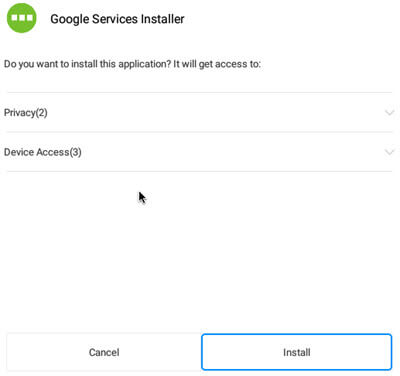 Google Services Installer
Do you want to install this application? It will get access to:
Privacy(2)
Device Access(3)
Cancel
Install